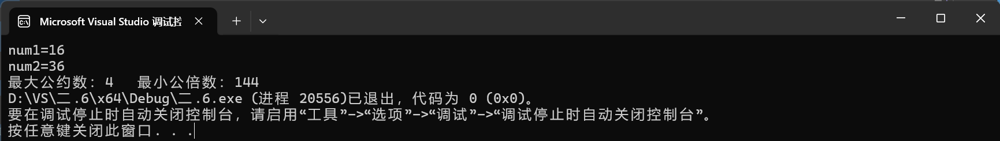 Microsoft Visual Studio 调试控
num1=16
num2=36
最大公约数：4   最小公倍数：144
D:\VS\二.6\x64\Debug\二.6.exe (进程 20556)已退出，代码为 0 (0x0)。
要在调试停止时自动关闭控制台，请启用“工具”->“选项”->“调试”->“调试停止时自动关闭控制台”。
按任意键关闭此窗口. . .